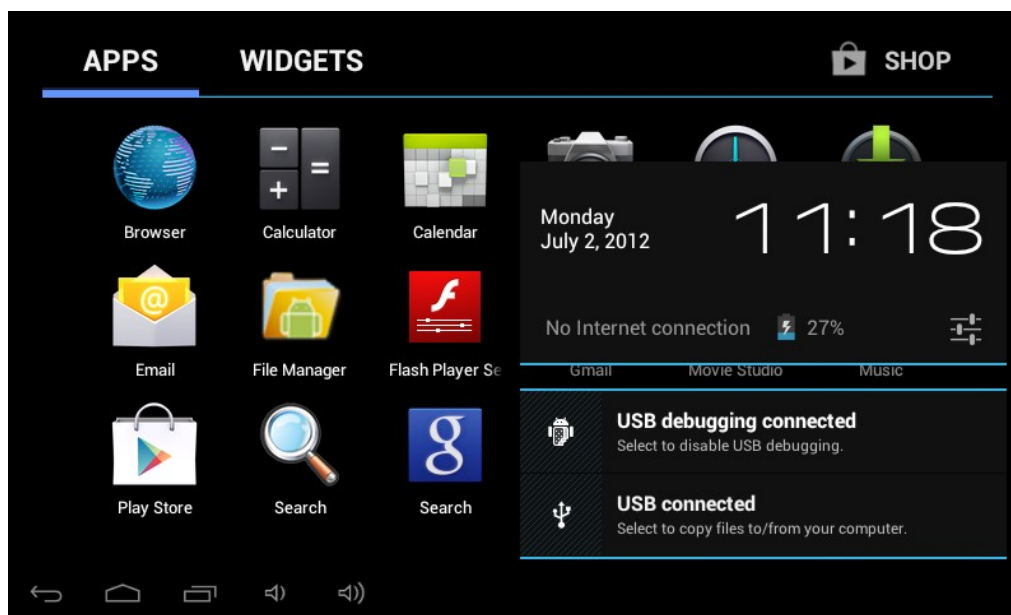 APPS WIDGETS SHOP
Browser Calculator Calendar
Monday
July 2, 2012
11:18
No Internet connection 27%
Email File Manager Flash Player Se
Gmail Movie Studio Music
USB debugging connected
Select to disable USB debugging.
Play Store Search Search
USB connected
Select to copy files to/from your computer.